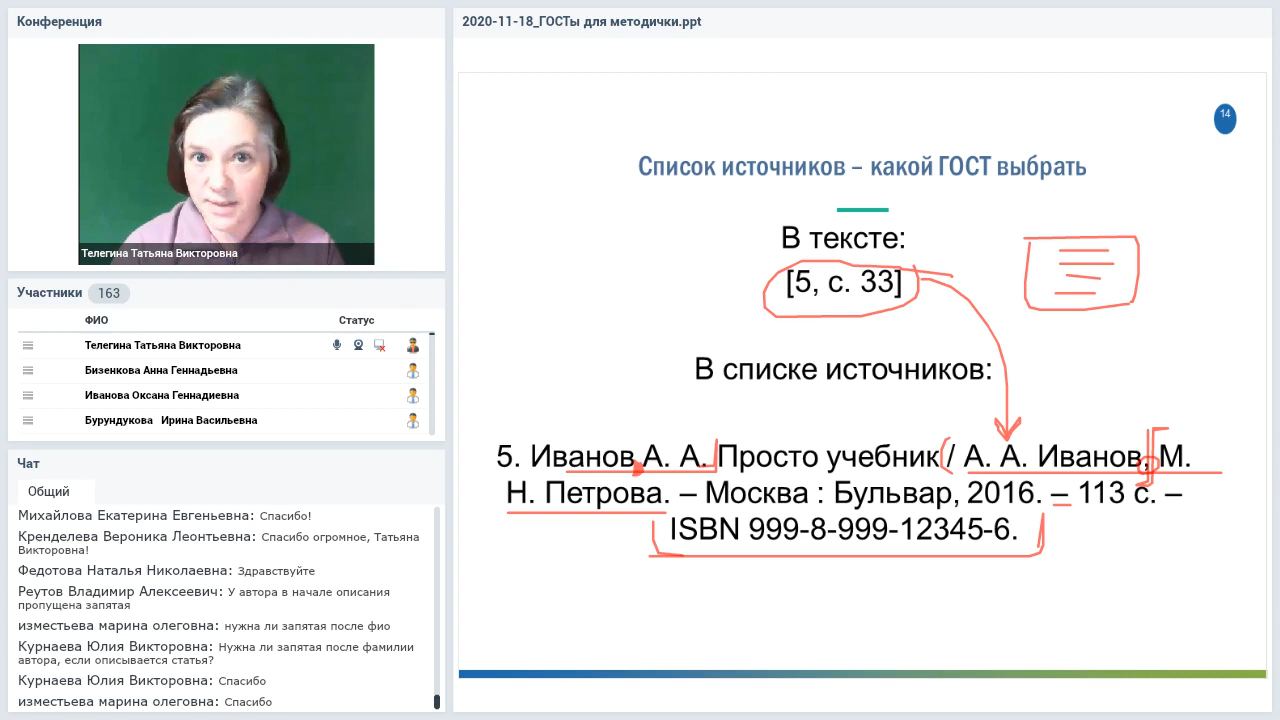 Конференция
Телегина Татьяна Викторовна
Участники 163
ФИО Статус
Телегина Татьяна Викторовна
Бизенкова Анна Геннадьевна
Иванова Оксана Геннадиевна
Бурундукова Ирина Васильевна
Чат
Общий
Михайлова Екатерина Евгеньевна: Спасибо!
Кренделева Вероника Леонтьевна: Спасибо огромное, Татьяна
Викторовна!
Федотова Наталья Николаевна: Здравствуйте
Реутов Владимир Алексеевич: У автора в начале описания
пропущена запятая
изместьева марина олеговна: нужна ли запятая после фио
Курнаева Юлия Викторовна: Нужна ли запятая после фамилии
автора, если описывается статья?
Курнаева Юлия Викторовна: Спасибо
изместьева марина олеговна: Спасибо
2020-11-18_ГОСТы для методички.ppt
14
Список источников – какой ГОСТ выбрать
В тексте:
[5, с. 33]
В списке источников:
5. Иванов А. А. Просто учебник / А. А. Иванов, М.
Н. Петрова. – Москва : Бульвар, 2016. – 113 с. –
ISBN 999-8-999-12345-6.